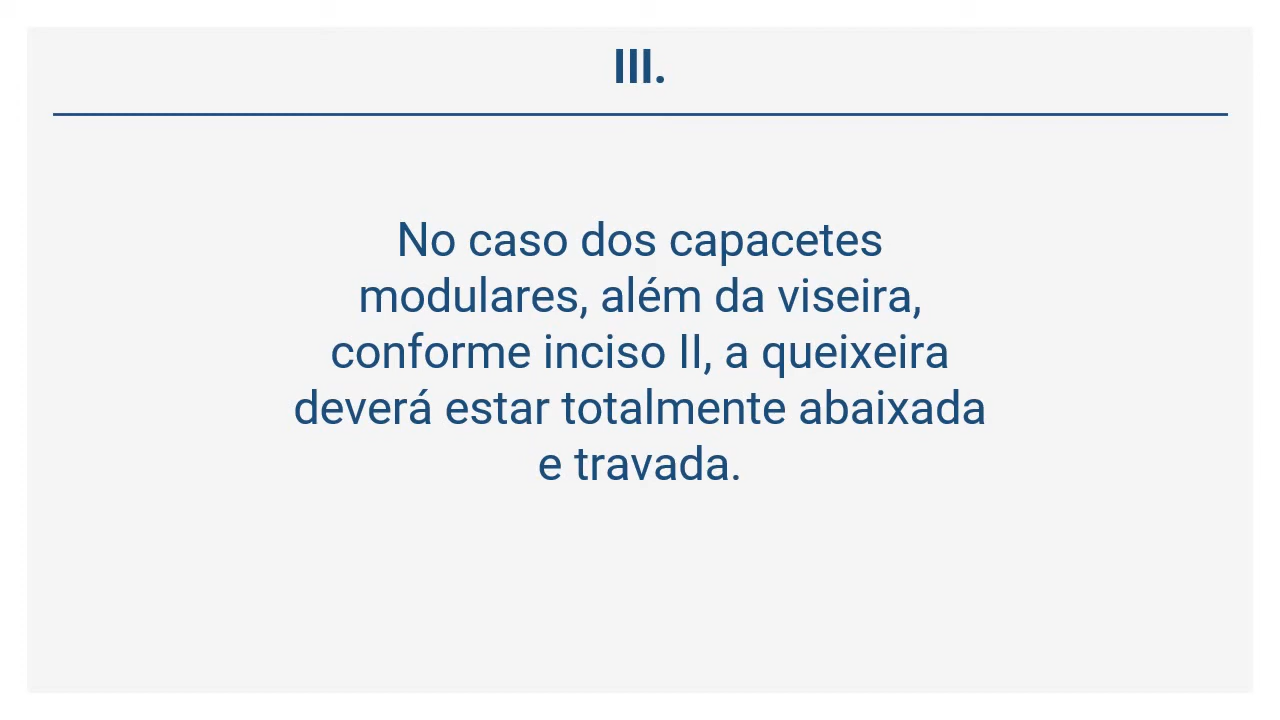 III.
No caso dos capacetes
modulares, além da viseira,
conforme inciso II, a queixeira
deverá estar totalmente abaixada
e travada.